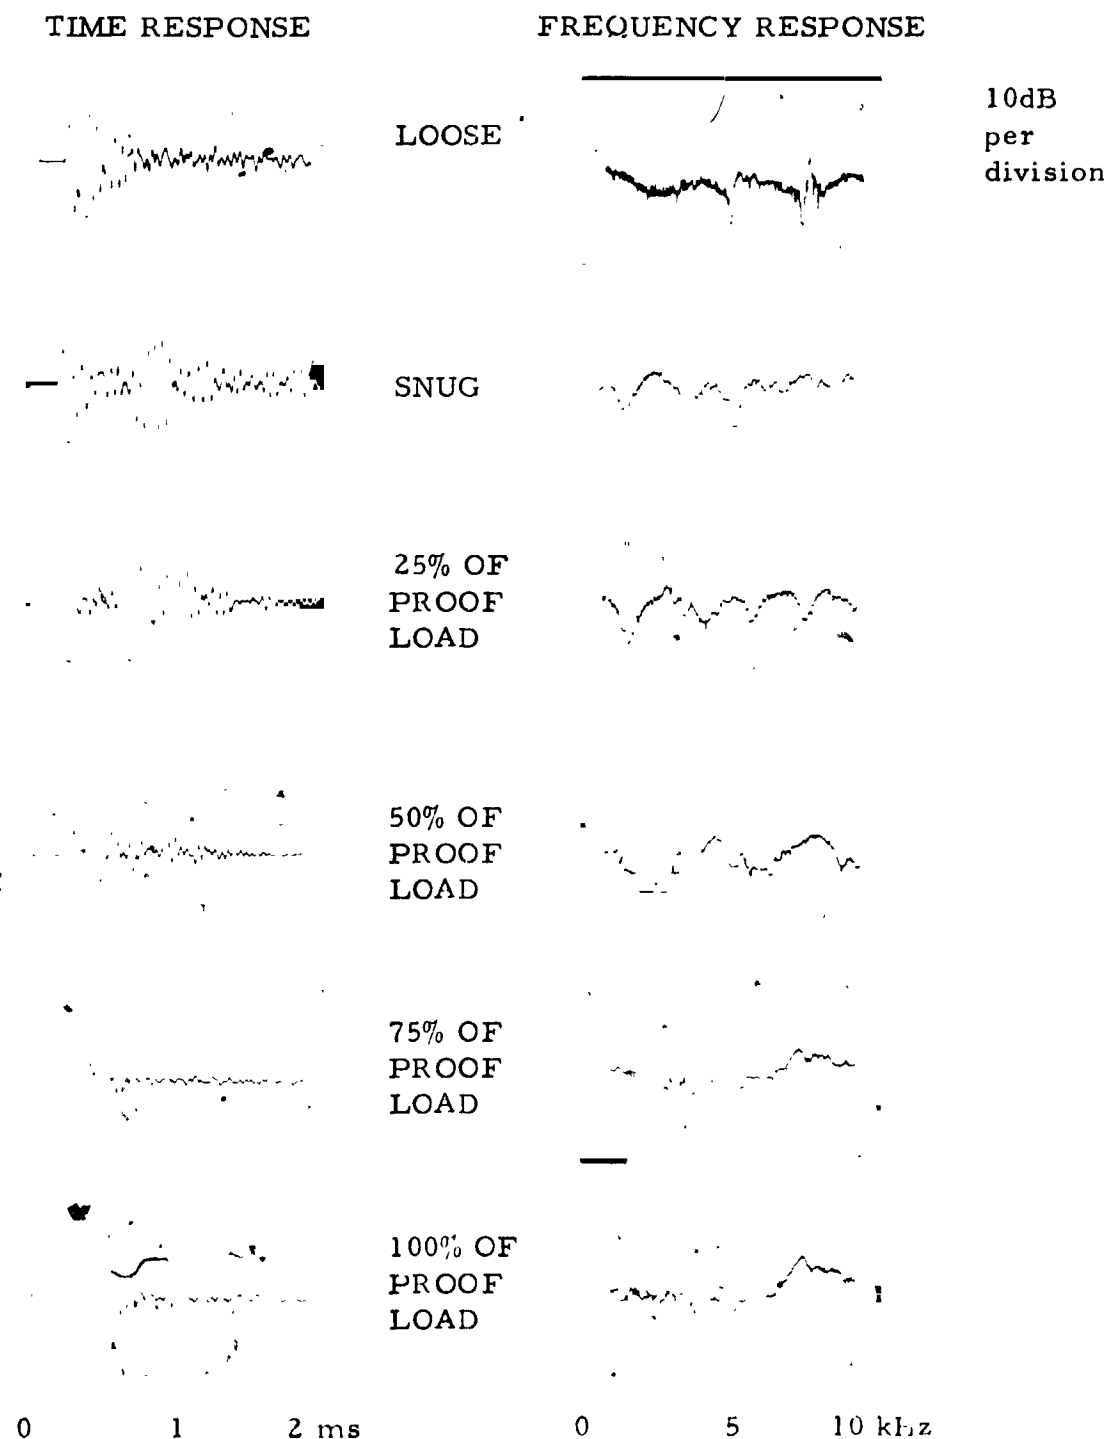 TIME RESPONSE
FREQUENCY RESPONSE
10dB
per
division
LOOSE
SNUG
25% OF
PROOF
LOAD
50% OF
PROOF
LOAD
75% OF
PROOF
LOAD
100% OF
PROOF
LOAD
0 1 2 ms
0 5 10 kHz